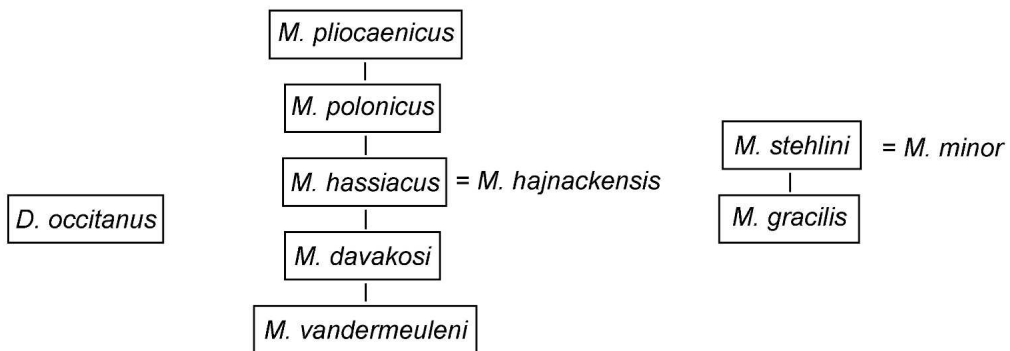 M. pliocaenicus
M. polonicus
M. stehlini = M. minor
M. hassiacus = M. hajnackensis
D. occitanus
M. gracilis
M. davakosi
M. vandermeuleni